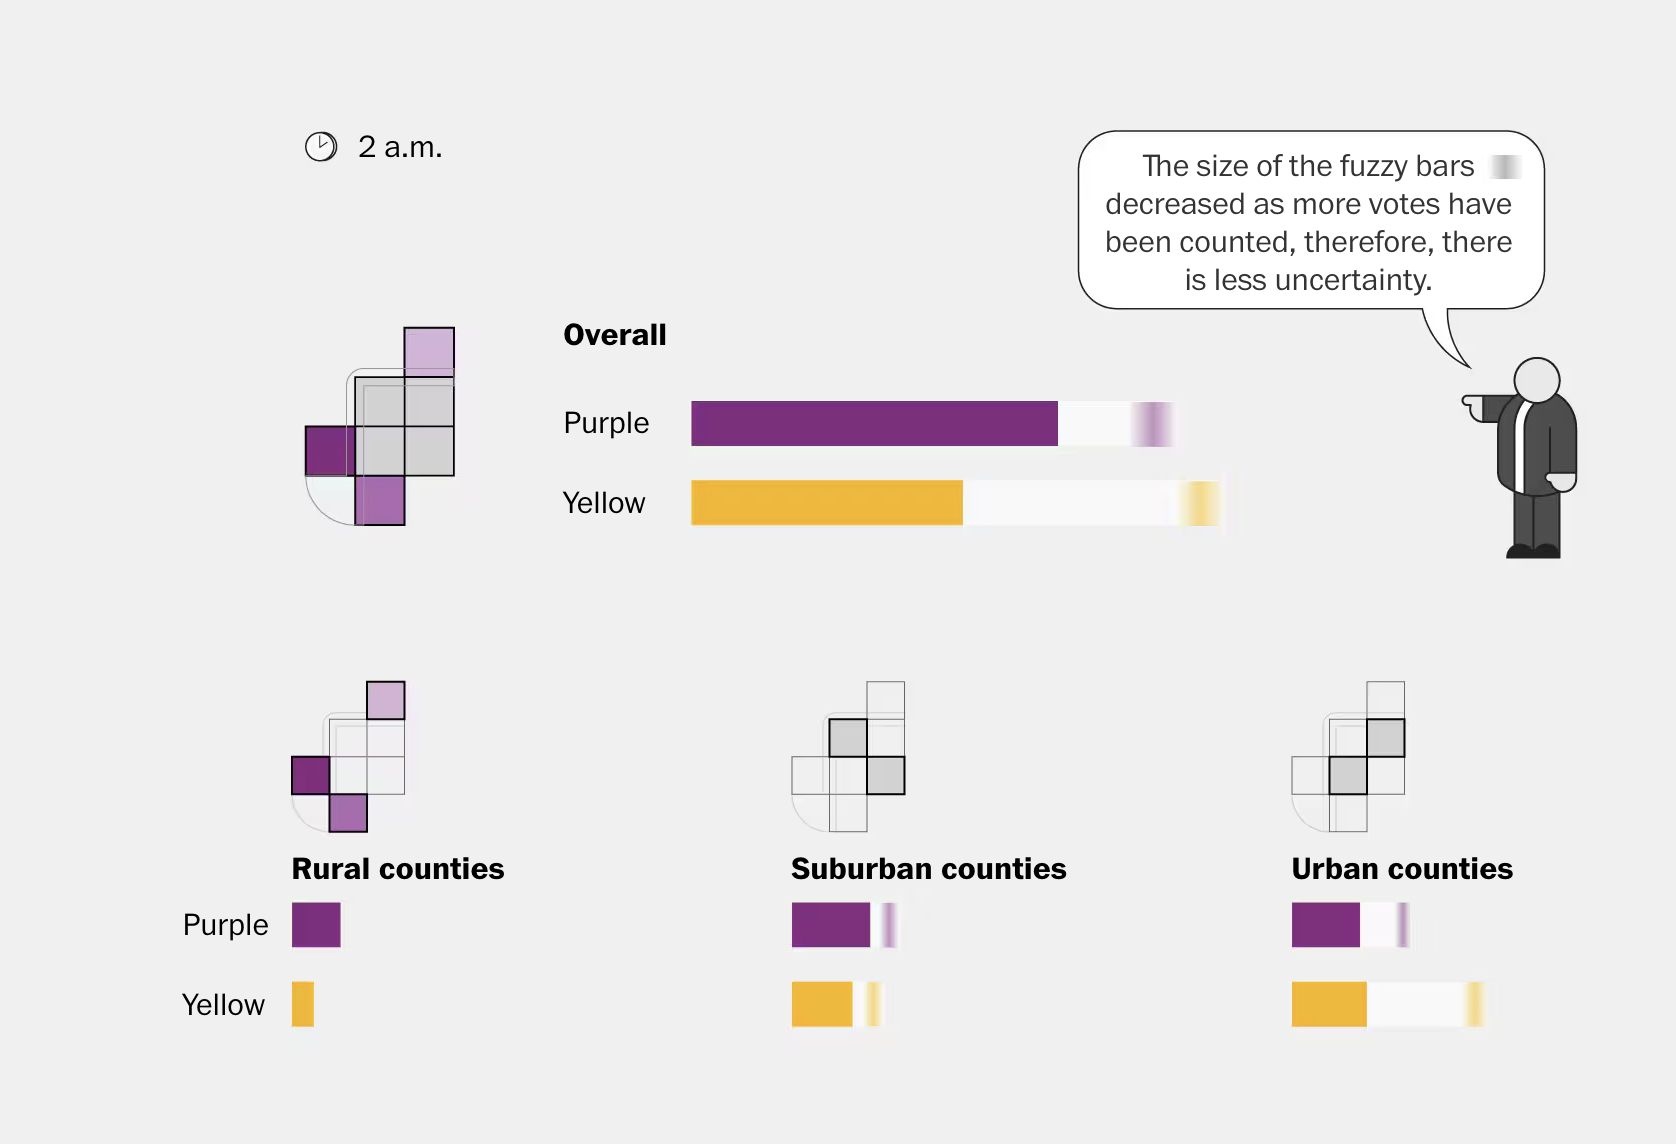 2 a.m.
The size of the fuzzy bars
decreased as more votes have
been counted, therefore, there
is less uncertainty.
Overall
Purple
Yellow
Rural counties
Suburban counties
Urban counties
Purple
Yellow